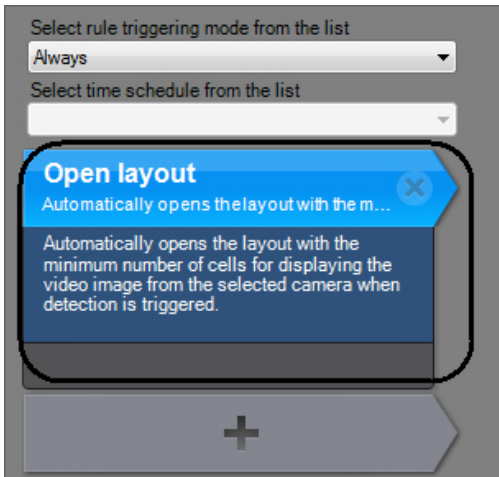 Select rule triggering mode from the list
Always
Select time schedule from the list
Open layout
Automatically opens the layout with the m...
Automatically opens the layout with the
minimum number of cells for displaying the
video image from the selected camera when
detection is triggered.